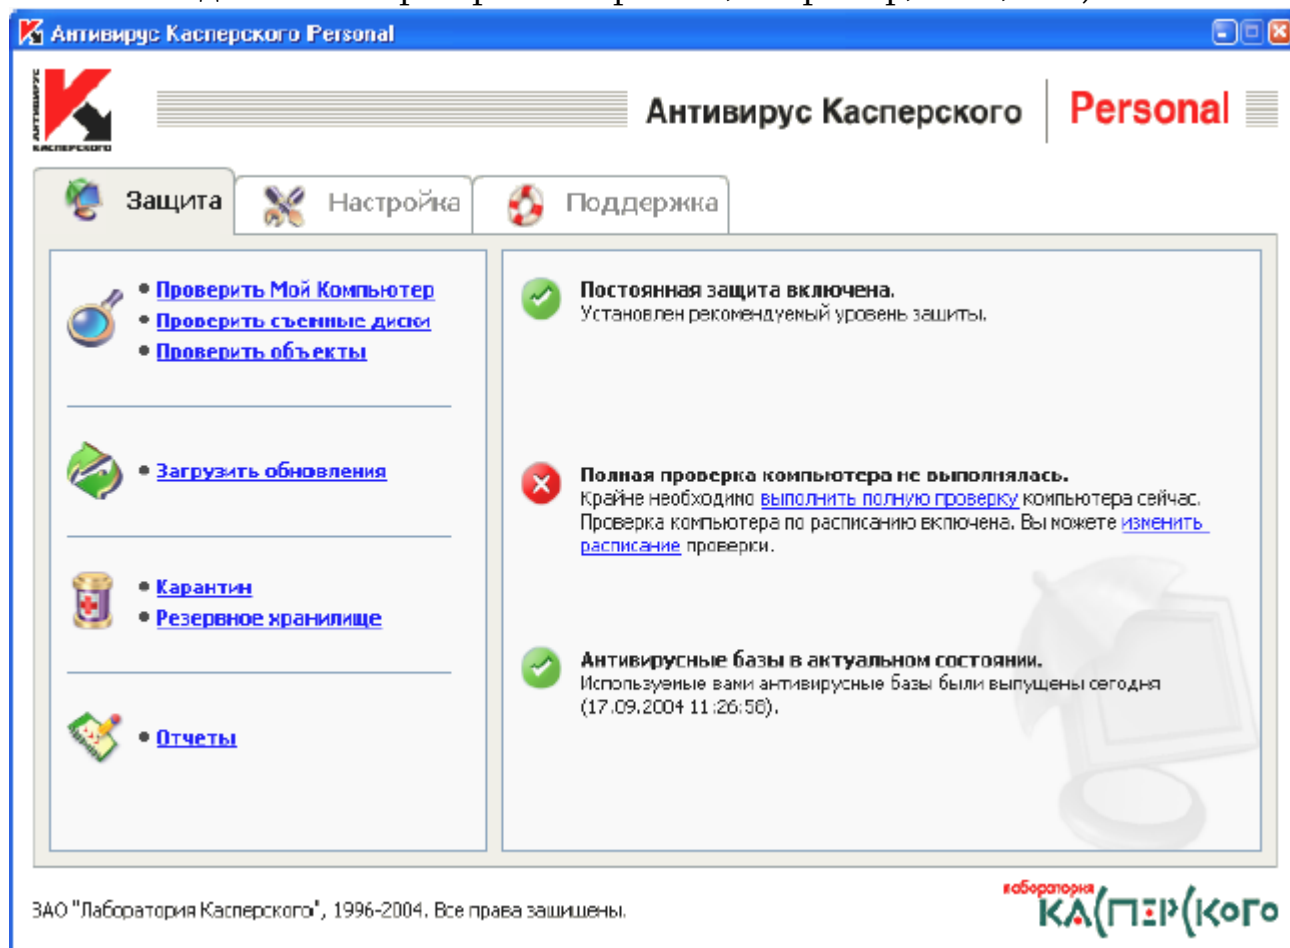 Антивирус Касперского Personal
АНТИВИРУС
КАСПЕРСКОГО
Антивирус Касперского Personal
Защита Настройка Поддержка
• Проверить Мой Компьютер
• Проверить съемные диски
• Проверить объекты
• Загрузить обновления
• Карантин
• Резервное хранилище
• Отчеты
Постоянная защита включена.
Установлен рекомендуемый уровень защиты.
Полная проверка компьютера не выполнялась.
Крайне необходимо выполнить полную проверку компьютера сейчас.
Проверка компьютера по расписанию включена. Вы можете изменить
расписание проверки.
Антивирусные базы в актуальном состоянии.
Используемые вами антивирусные базы были выпущены сегодня
(17.09.2004 11:26:58).
ЗАО "Лаборатория Касперского", 1996-2004. Все права защищены.
лаборатория
КАСПЕРСКОГО